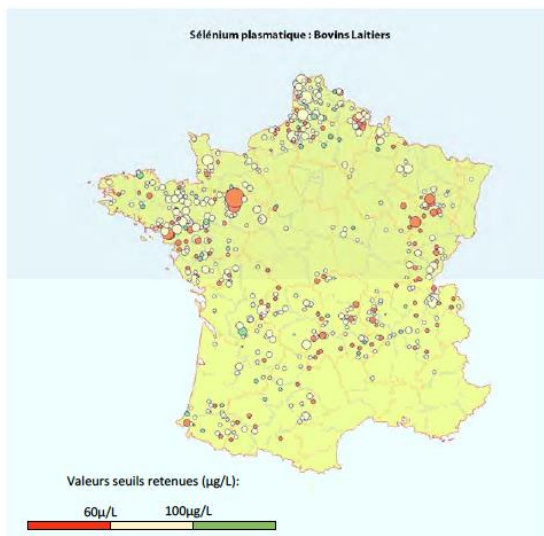 Sélénium plasmatique : Bovins Laitiers
Valeurs seuils retenues (µg/L):
60µ/L 100µg/L